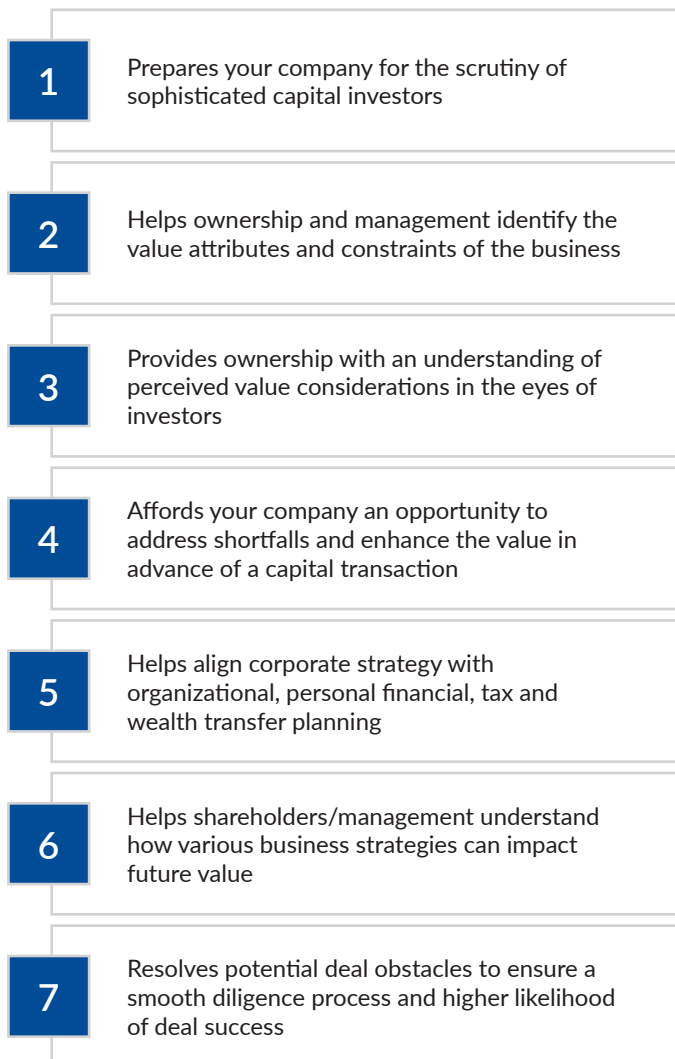 1
Prepares your company for the scrutiny of
sophisticated capital investors
2
Helps ownership and management identify the
value attributes and constraints of the business
3
Provides ownership with an understanding of
perceived value considerations in the eyes of
investors
4
Affords your company an opportunity to
address shortfalls and enhance the value in
advance of a capital transaction
5
Helps align corporate strategy with
organizational, personal financial, tax and
wealth transfer planning
6
Helps shareholders/management understand
how various business strategies can impact
future value
7
Resolves potential deal obstacles to ensure a
smooth diligence process and higher likelihood
of deal success